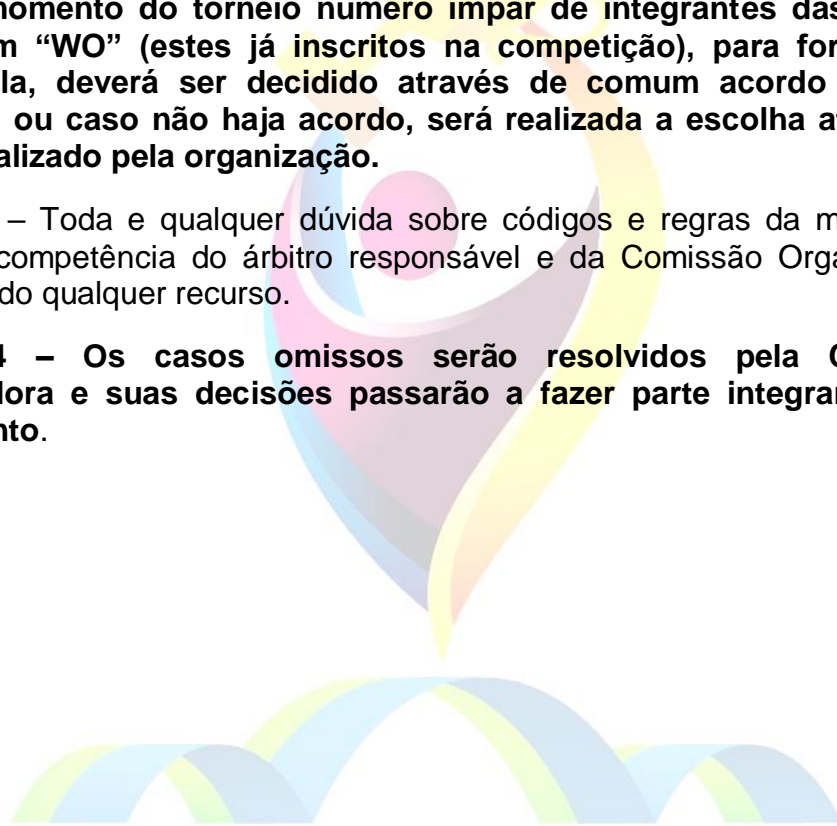 momento do torneio número ímpar de integrantes das
m “WO” (estes já inscritos na competição), para for
la, deverá ser decidido através de comum acordo
ou caso não haja acordo, será realizada a escolha at
alizado pela organização.
– Toda e qualquer dúvida sobre códigos e regras da m
competência do árbitro responsável e da Comissão Orga
do qualquer recurso.
4 – Os casos omissos serão resolvidos pela C
dora e suas decisões passarão a fazer parte integran
nto.